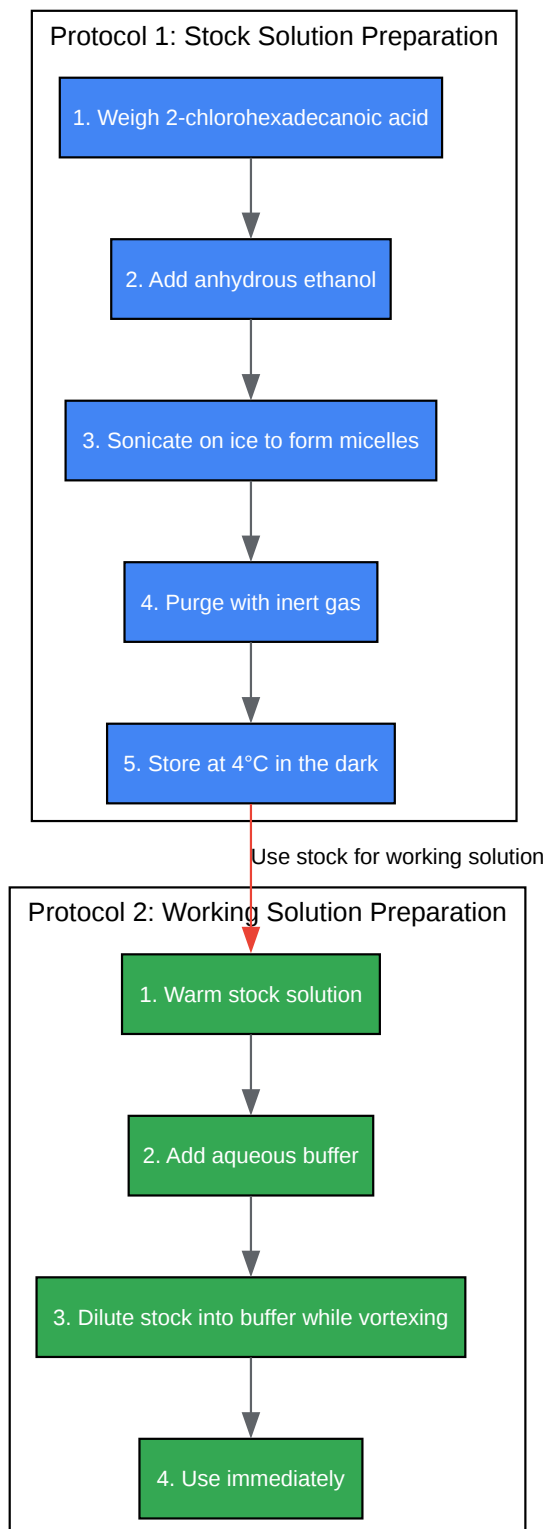 Protocol 1: Stock Solution Preparation
1. Weigh 2-chlorohexadecanoic acid
2. Add anhydrous ethanol
3. Sonicate on ice to form micelles
4. Purge with inert gas
5. Store at 4°C in the dark
Use stock for working solution
Protocol 2: Working Solution Preparation
1. Warm stock solution
2. Add aqueous buffer
3. Dilute stock into buffer while vortexing
4. Use immediately